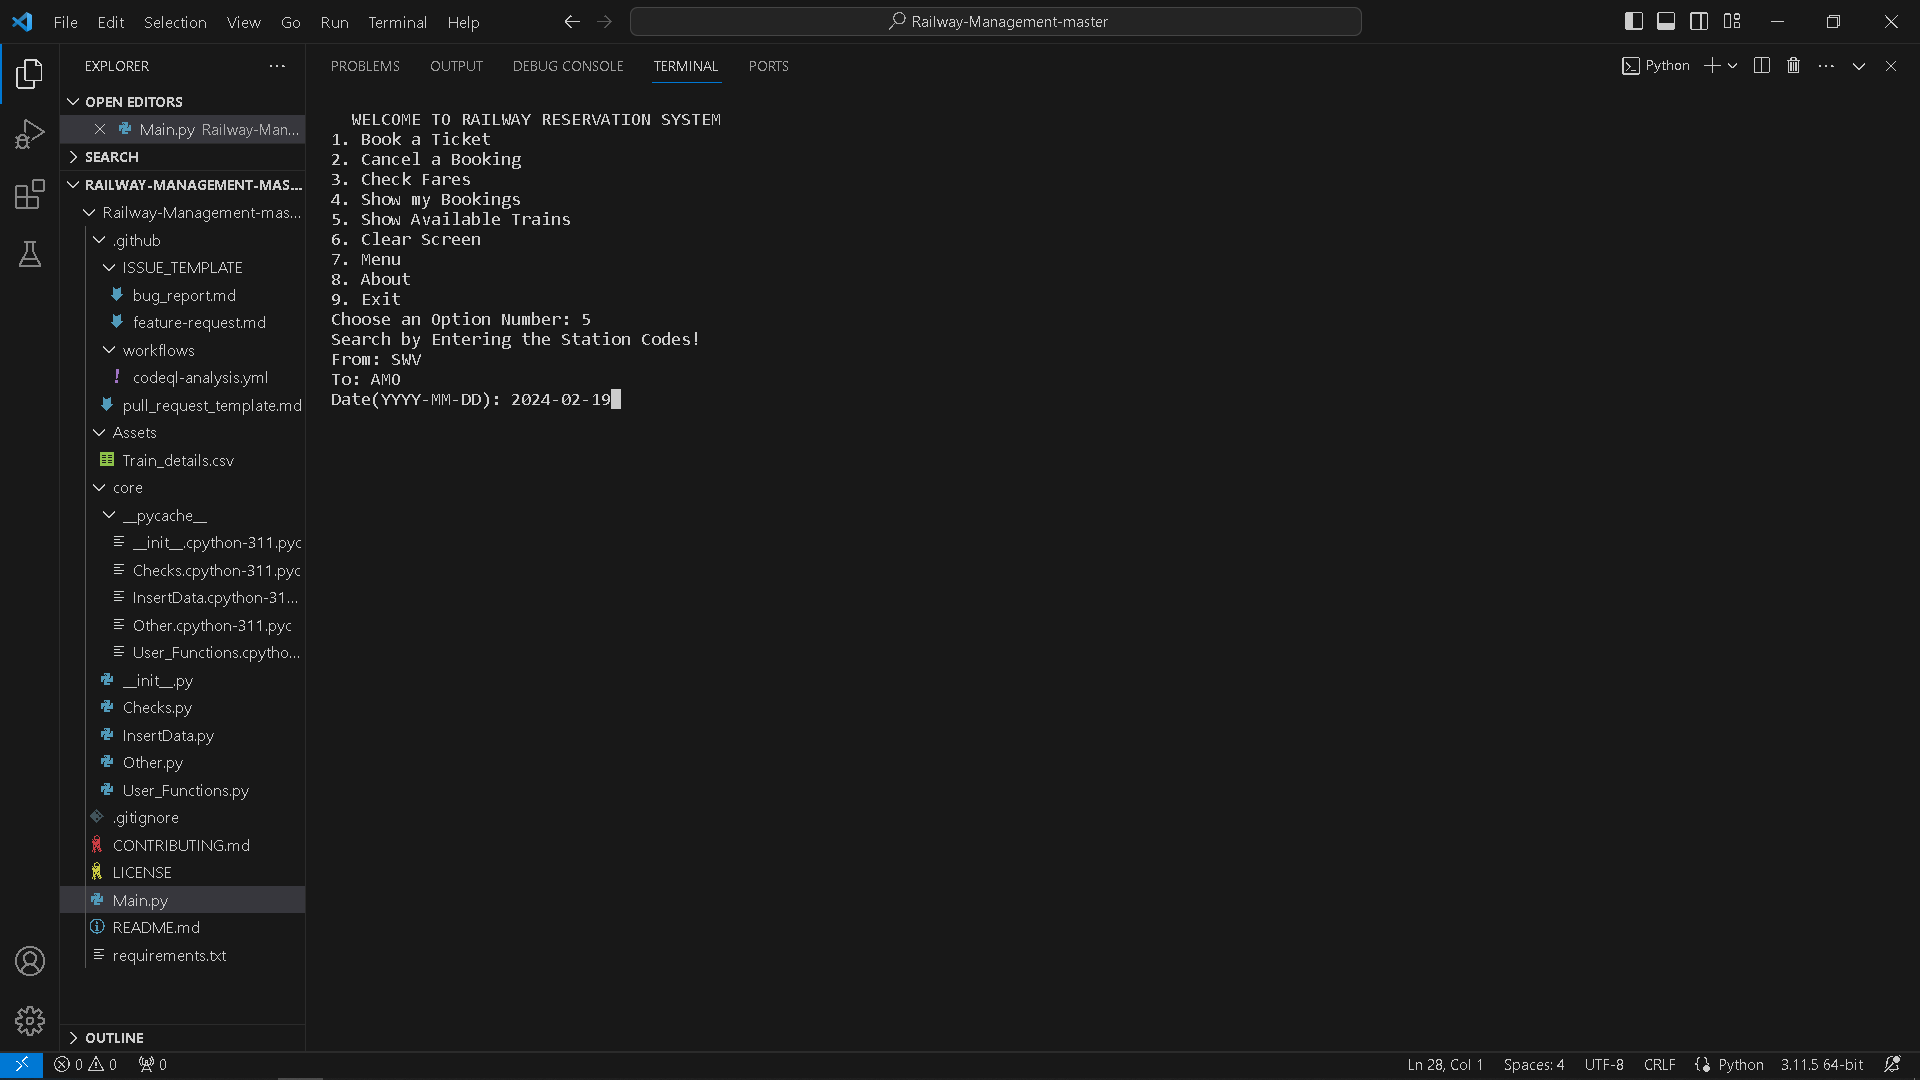 File Edit Selection View Go Run Terminal Help
Railway-Management-master
EXPLORER
OPEN EDITORS
Main.py Railway-Man...
SEARCH
RAILWAY-MANAGEMENT-MAS...
Railway-Management-mas...
.github
ISSUE_TEMPLATE
bug_report.md
feature-request.md
workflows
codeql-analysis.yml
pull_request_template.md
Assets
Train_details.csv
core
__pycache__
__init__.cpython-311.pyc
Checks.cpython-311.pyc
InsertData.cpython-31...
Other.cpython-311.pyc
User_Functions.cpytho...
__init__.py
Checks.py
InsertData.py
Other.py
User_Functions.py
.gitignore
CONTRIBUTING.md
LICENSE
Main.py
README.md
requirements.txt
OUTLINE
PROBLEMS OUTPUT DEBUG CONSOLE TERMINAL PORTS
Python
WELCOME TO RAILWAY RESERVATION SYSTEM
1. Book a Ticket
2. Cancel a Booking
3. Check Fares
4. Show my Bookings
5. Show Available Trains
6. Clear Screen
7. Menu
8. About
9. Exit
Choose an Option Number: 5
Search by Entering the Station Codes!
From: SWV
To: AMO
Date(YYYY-MM-DD): 2024-02-19
0 0 0
Ln 28, Col 1 Spaces: 4 UTF-8 CRLF Python 3.11.5 64-bit